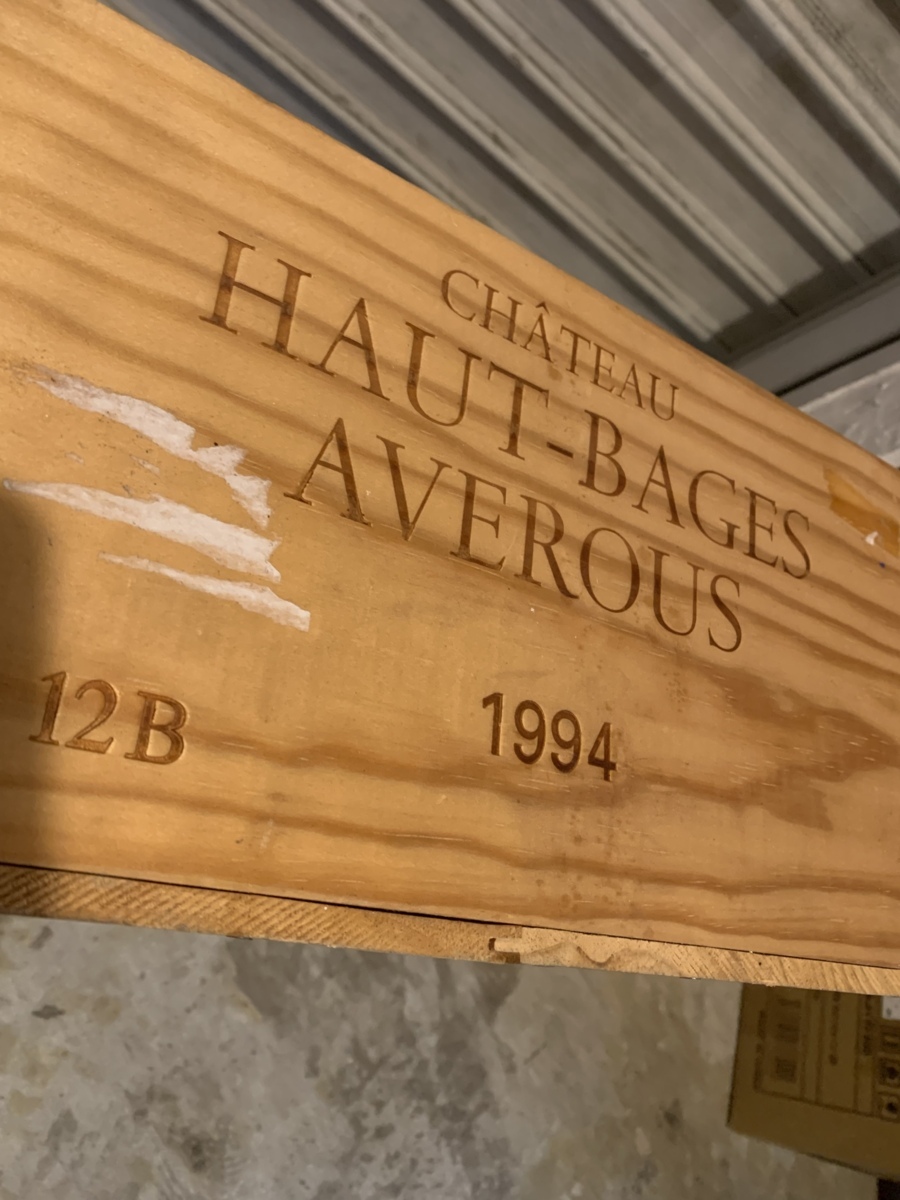 CHÂTEAU
HAUT-BAGES
AVEROUS
12B
1994